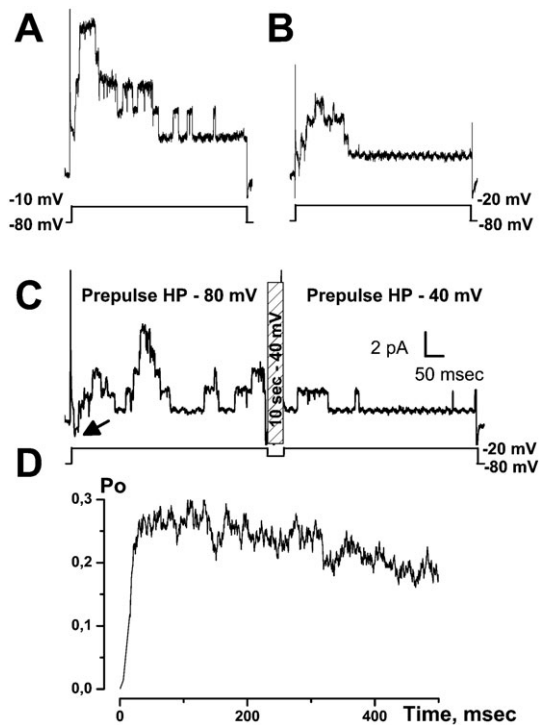 A
B
-10 mV
-80 mV
-20 mV
-80 mV
C
Prepulse HP - 80 mV
10 sec - 40 mV
Prepulse HP - 40 mV
2 pA
50 msec
-20 mV
-80 mV
D
Po
0,3
0,2
0,1
0,0
0
200
400
Time, msec